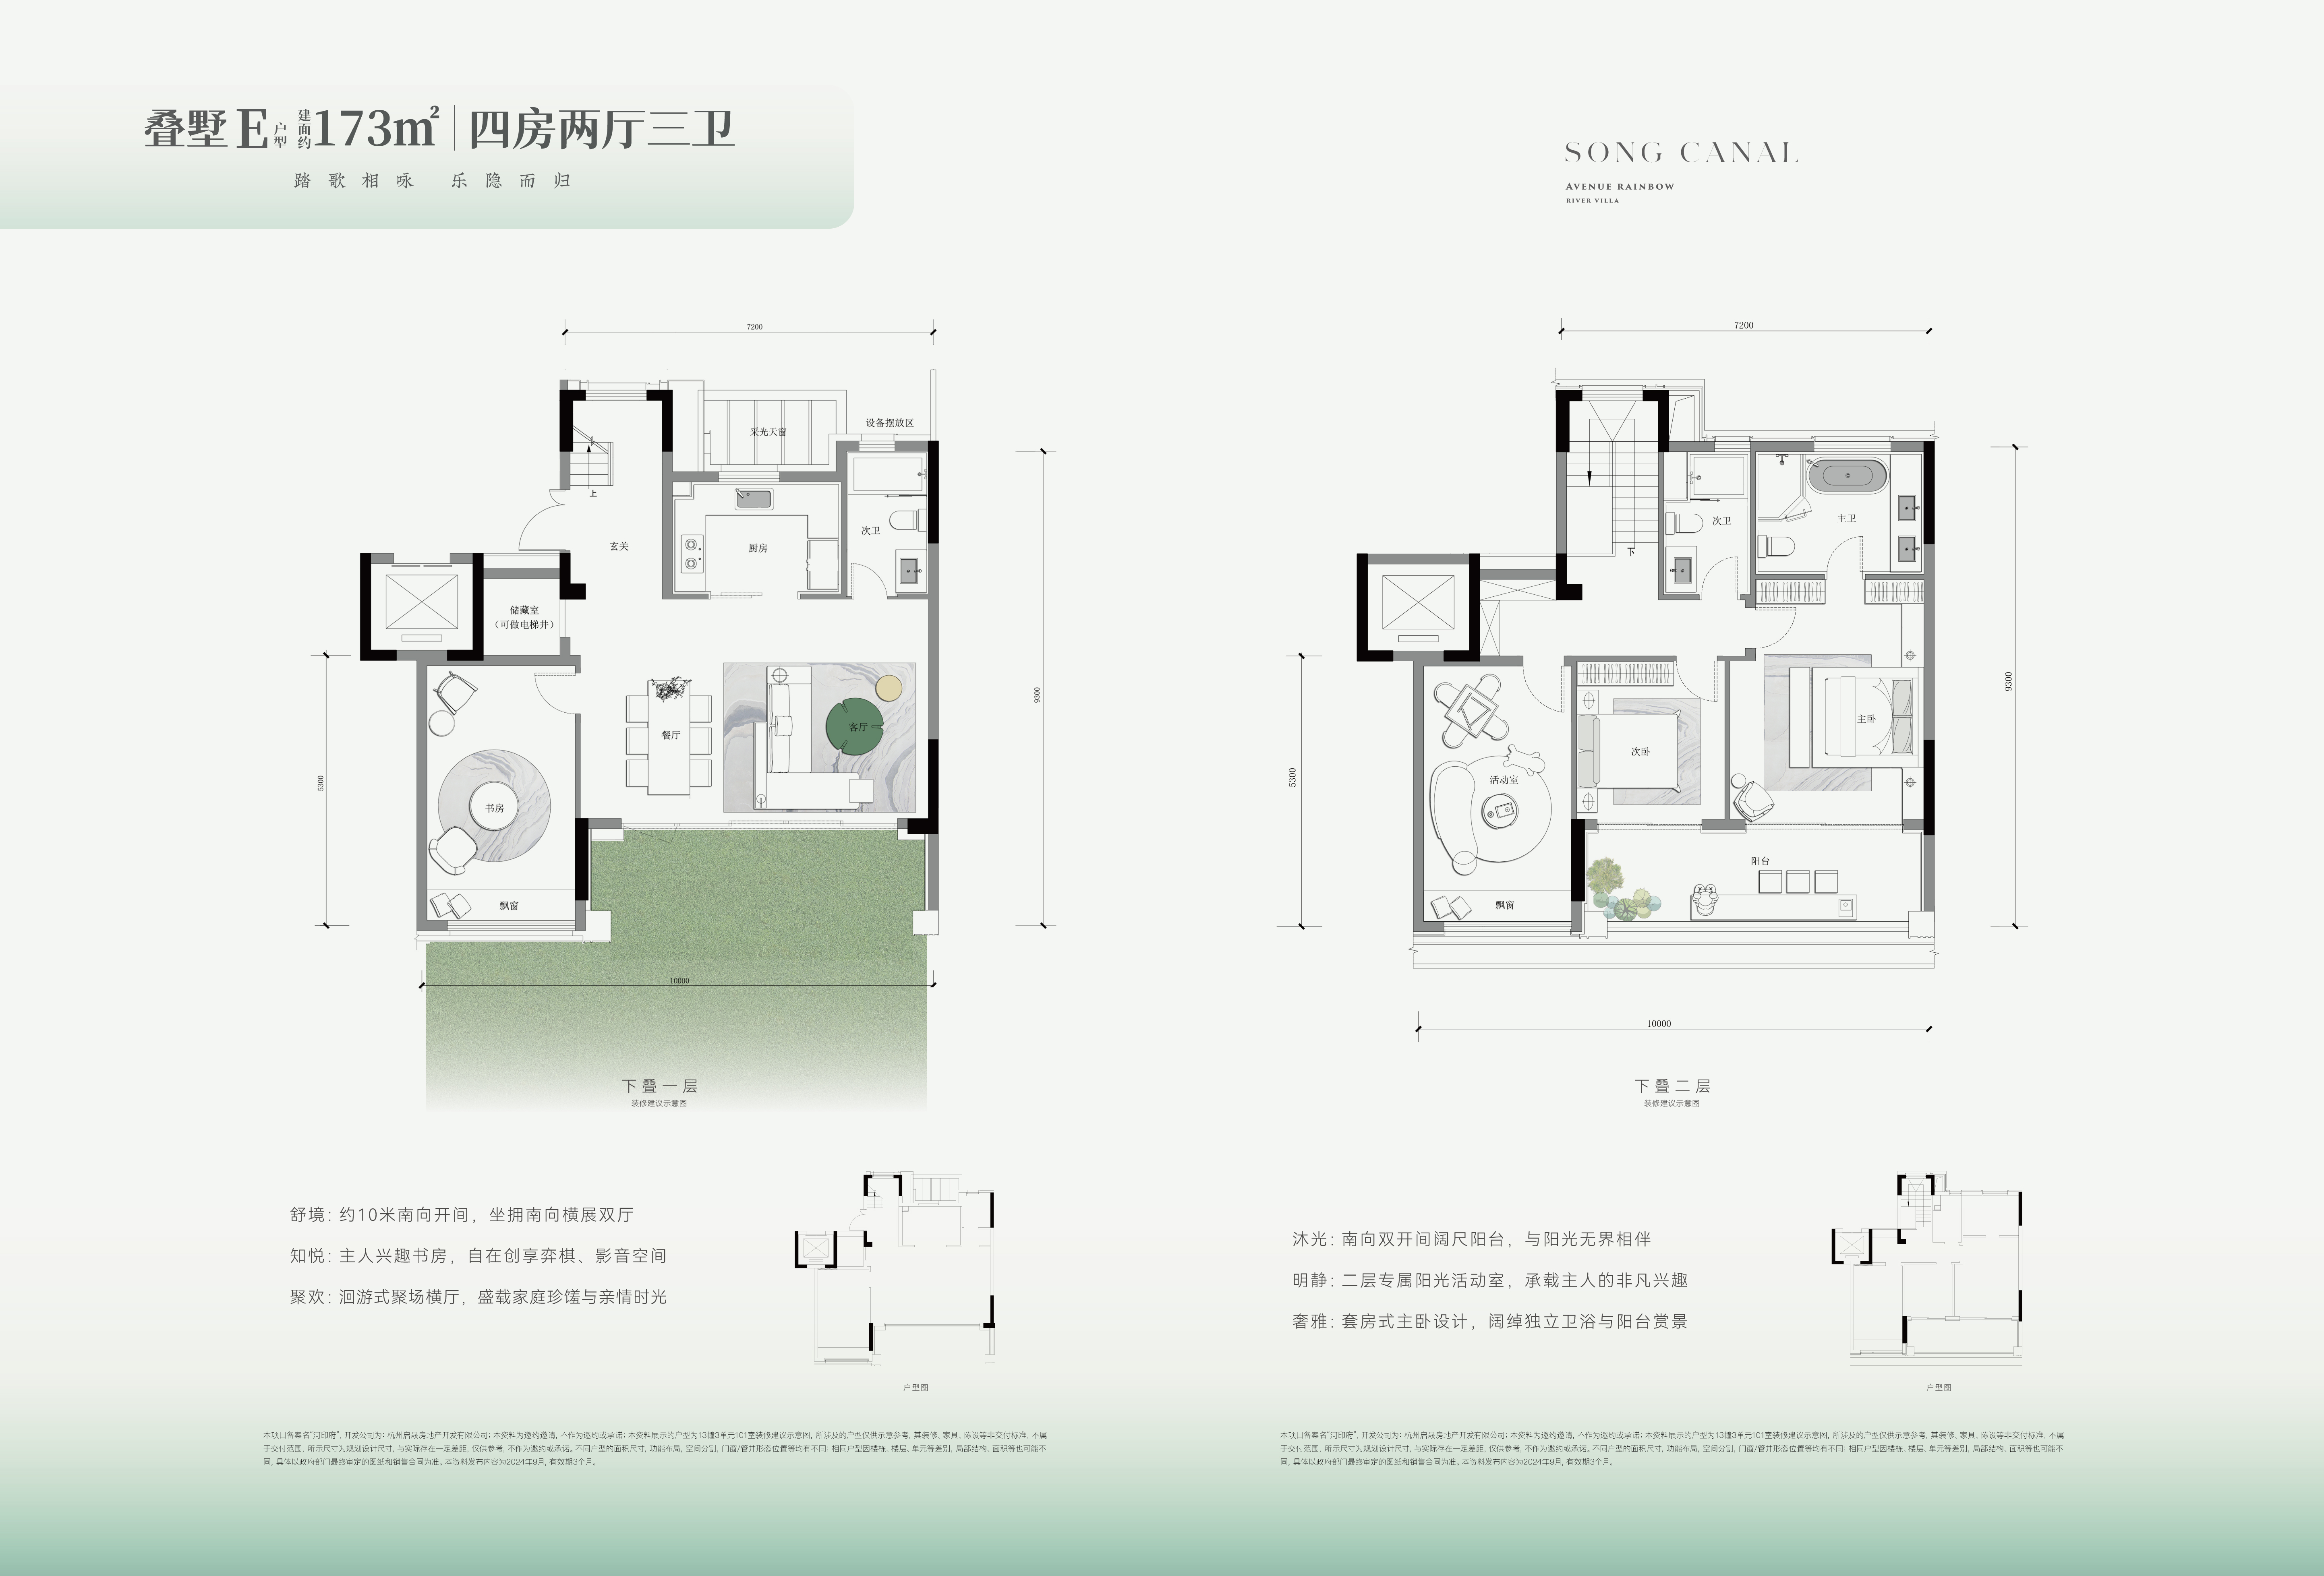 叠墅E户型 建面约173㎡ 四房两厅三卫
踏歌相咏 乐隐而归
SONG CANAL
AVENUE RAINBOW
RIVER VILLA
7200
采光天窗
设备摆放区
上
次卫
玄关
厨房
储藏室
（可做电梯井）
9300
5300
餐厅
客厅
书房
飘窗
10000
下叠一层
装修建议示意图
7200
次卫
主卫
下
9300
5300
主卧
次卧
活动室
阳台
飘窗
10000
下叠二层
装修建议示意图
舒境：约10米南向开间，坐拥南向横展双厅
知悦：主人兴趣书房，自在创享弈棋、影音空间
聚欢：洄游式聚场横厅，盛载家庭珍馐与亲情时光
户型图
沐光：南向双开间阔尺阳台，与阳光无界相伴
明静：二层专属阳光活动室，承载主人的非凡兴趣
奢雅：套房式主卧设计，阔绰独立卫浴与阳台赏景
户型图
本项目备案名“河印府”，开发公司为：杭州启晟房地产开发有限公司；本资料为邀约邀请，不作为邀约或承诺；本资料展示的户型为13幢3单元101室装修建议示意图，所涉及的户型仅供示意参考，其装修、家具、陈设等非交付标准，不属
于交付范围，所示尺寸为规划设计尺寸，与实际存在一定差距，仅供参考，不作为邀约或承诺。不同户型的面积尺寸，功能布局，空间分割，门窗/管井形态位置等均有不同；相同户型因楼栋、楼层、单元等差别，局部结构、面积等也可能不
同，具体以政府部门最终审定的图纸和销售合同为准。本资料发布内容为2024年9月，有效期3个月。
本项目备案名“河印府”，开发公司为：杭州启晟房地产开发有限公司；本资料为邀约邀请，不作为邀约或承诺；本资料展示的户型为13幢3单元101室装修建议示意图，所涉及的户型仅供示意参考，其装修、家具、陈设等非交付标准，不属
于交付范围，所示尺寸为规划设计尺寸，与实际存在一定差距，仅供参考，不作为邀约或承诺。不同户型的面积尺寸，功能布局，空间分割，门窗/管井形态位置等均有不同；相同户型因楼栋、楼层、单元等差别，局部结构、面积等也可能不
同，具体以政府部门最终审定的图纸和销售合同为准。本资料发布内容为2024年9月，有效期3个月。